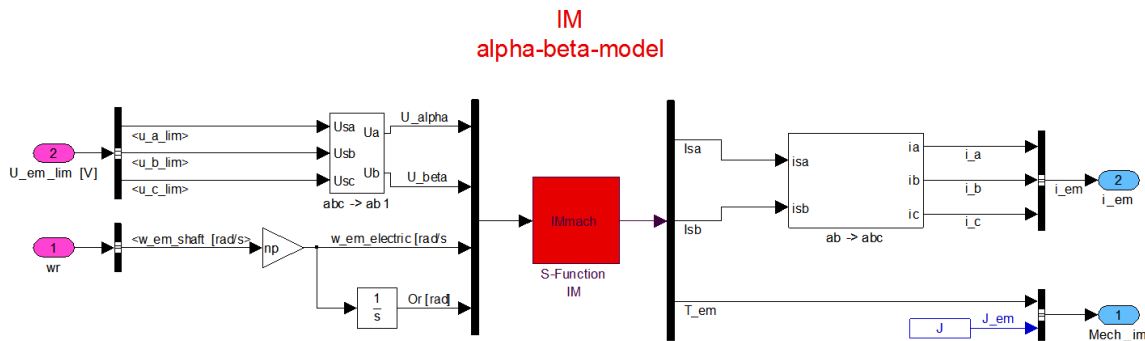 IM
alpha-beta-model
2
U_em_lim [V]
<u_a_lim>
<u_b_lim>
<u_c_lim>
Usa
Usb
Usc
Ua
Ub
abc -> ab 1
U_alpha
U_beta
1
wr
<w_em_shaft [rad/s>
np
w_em_electric [rad/s
1
s
Or [rad]
IMmach
S-Function
IM
Isa
Isb
isa
isb
ia
ib
ic
ab -> abc
i_a
i_b
i_c
i_em
2
i_em
T_em
J
J_em
1
Mech_im